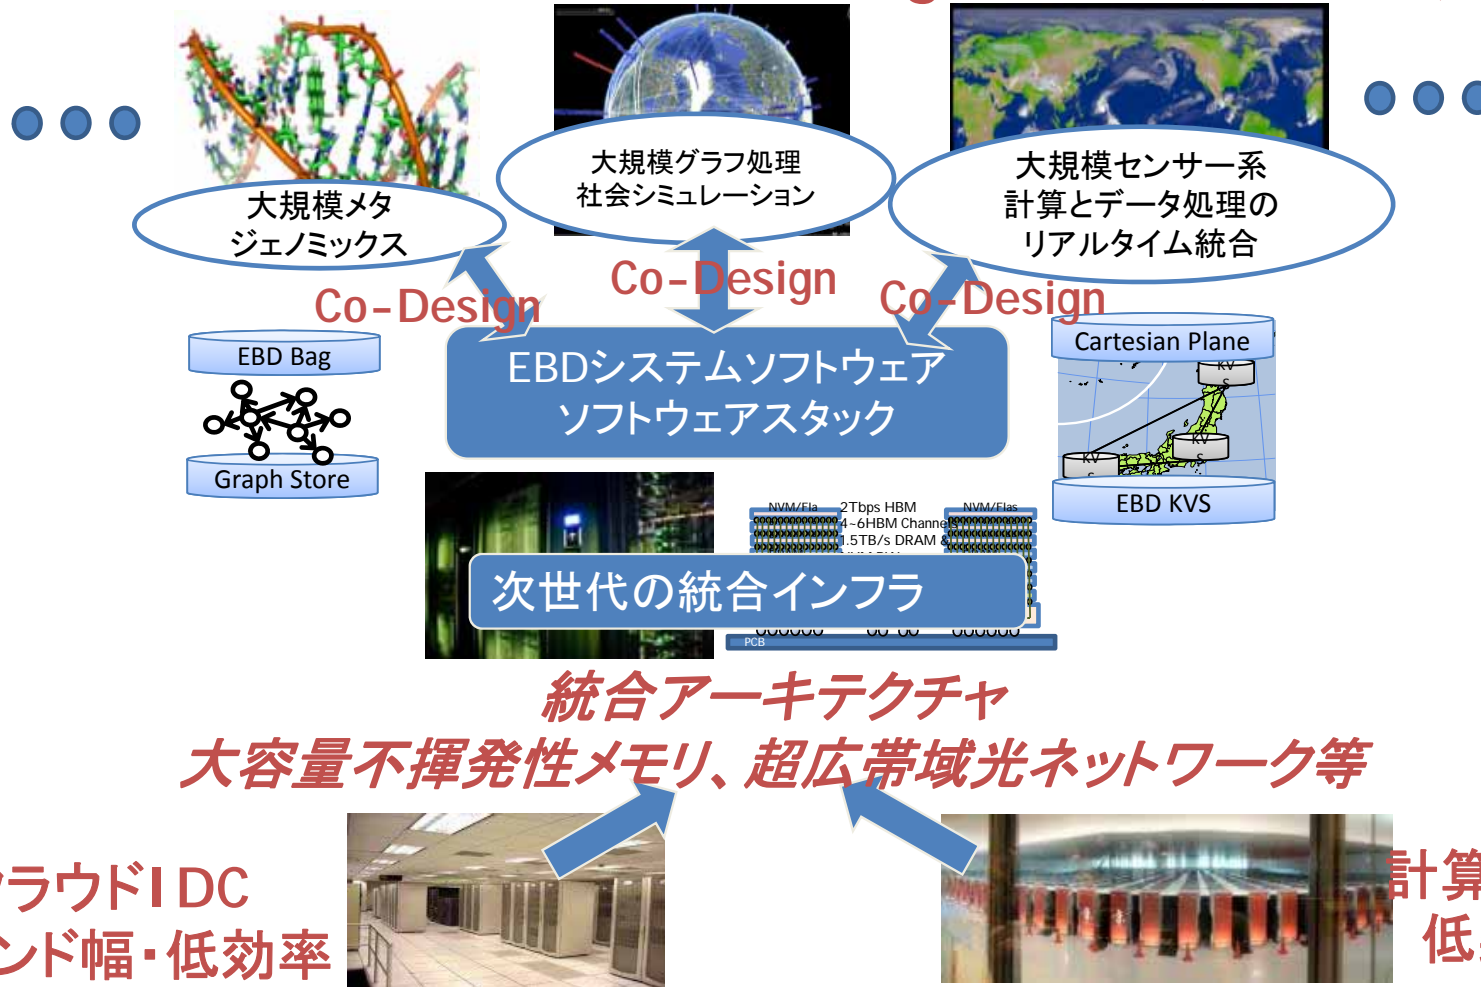 大規模メタ
ジェノミックス
大規模グラフ処理
社会シミュレーション
大規模センサー系
計算とデータ処理の
リアルタイム統合
Co-Design
Co-Design
Co-Design
EBD Bag
Graph Store
EBDシステムソフトウェア
ソフトウェアスタック
Cartesian Plane
KV
S
KV
S
KV
EBD KVS
NVM/Fla
2Tbps HBM
4~6HBM Channels
1.5TB/s DRAM &
NVM/Flas
次世代の統合インフラ
PCB
統合アーキテクチャ
大容量不揮発性メモリ、超広帯域光ネットワーク等
ラウドIDC
ンド幅・低効率
計算
低